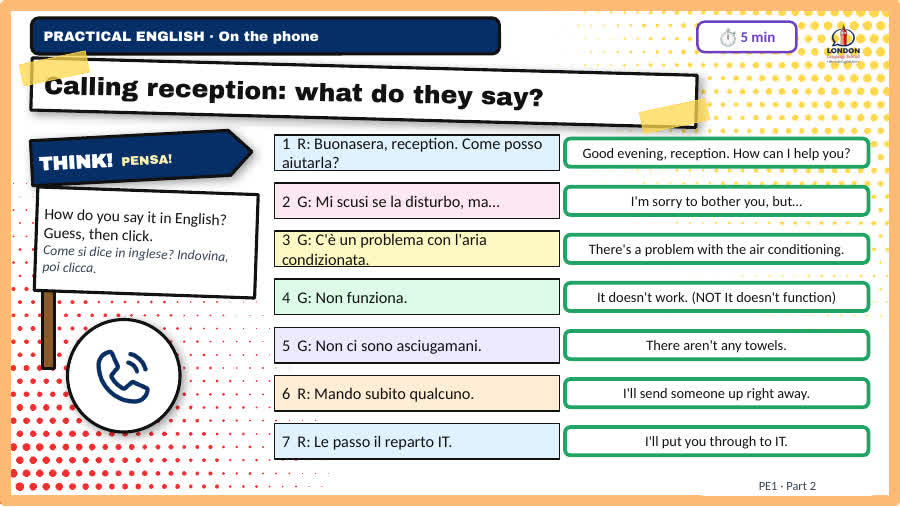 PRACTICAL ENGLISH · On the phone
⏱️ 5 min
LONDON
Calling reception: what do they say?
THINK! PENSA!
How do you say it in English?
Guess, then click.
Come si dice in inglese? Indovina,
poi clicca.
1 R: Buonasera, reception. Come posso
aiutarla?
Good evening, reception. How can I help you?
2 G: Mi scusi se la disturbo, ma...
I'm sorry to bother you, but...
3 G: C'è un problema con l'aria
condizionata.
There's a problem with the air conditioning.
4 G: Non funziona.
It doesn't work. (NOT It doesn't function)
5 G: Non ci sono asciugamani.
There aren't any towels.
6 R: Mando subito qualcuno.
I'll send someone up right away.
7 R: Le passo il reparto IT.
I'll put you through to IT.
PE1 · Part 2